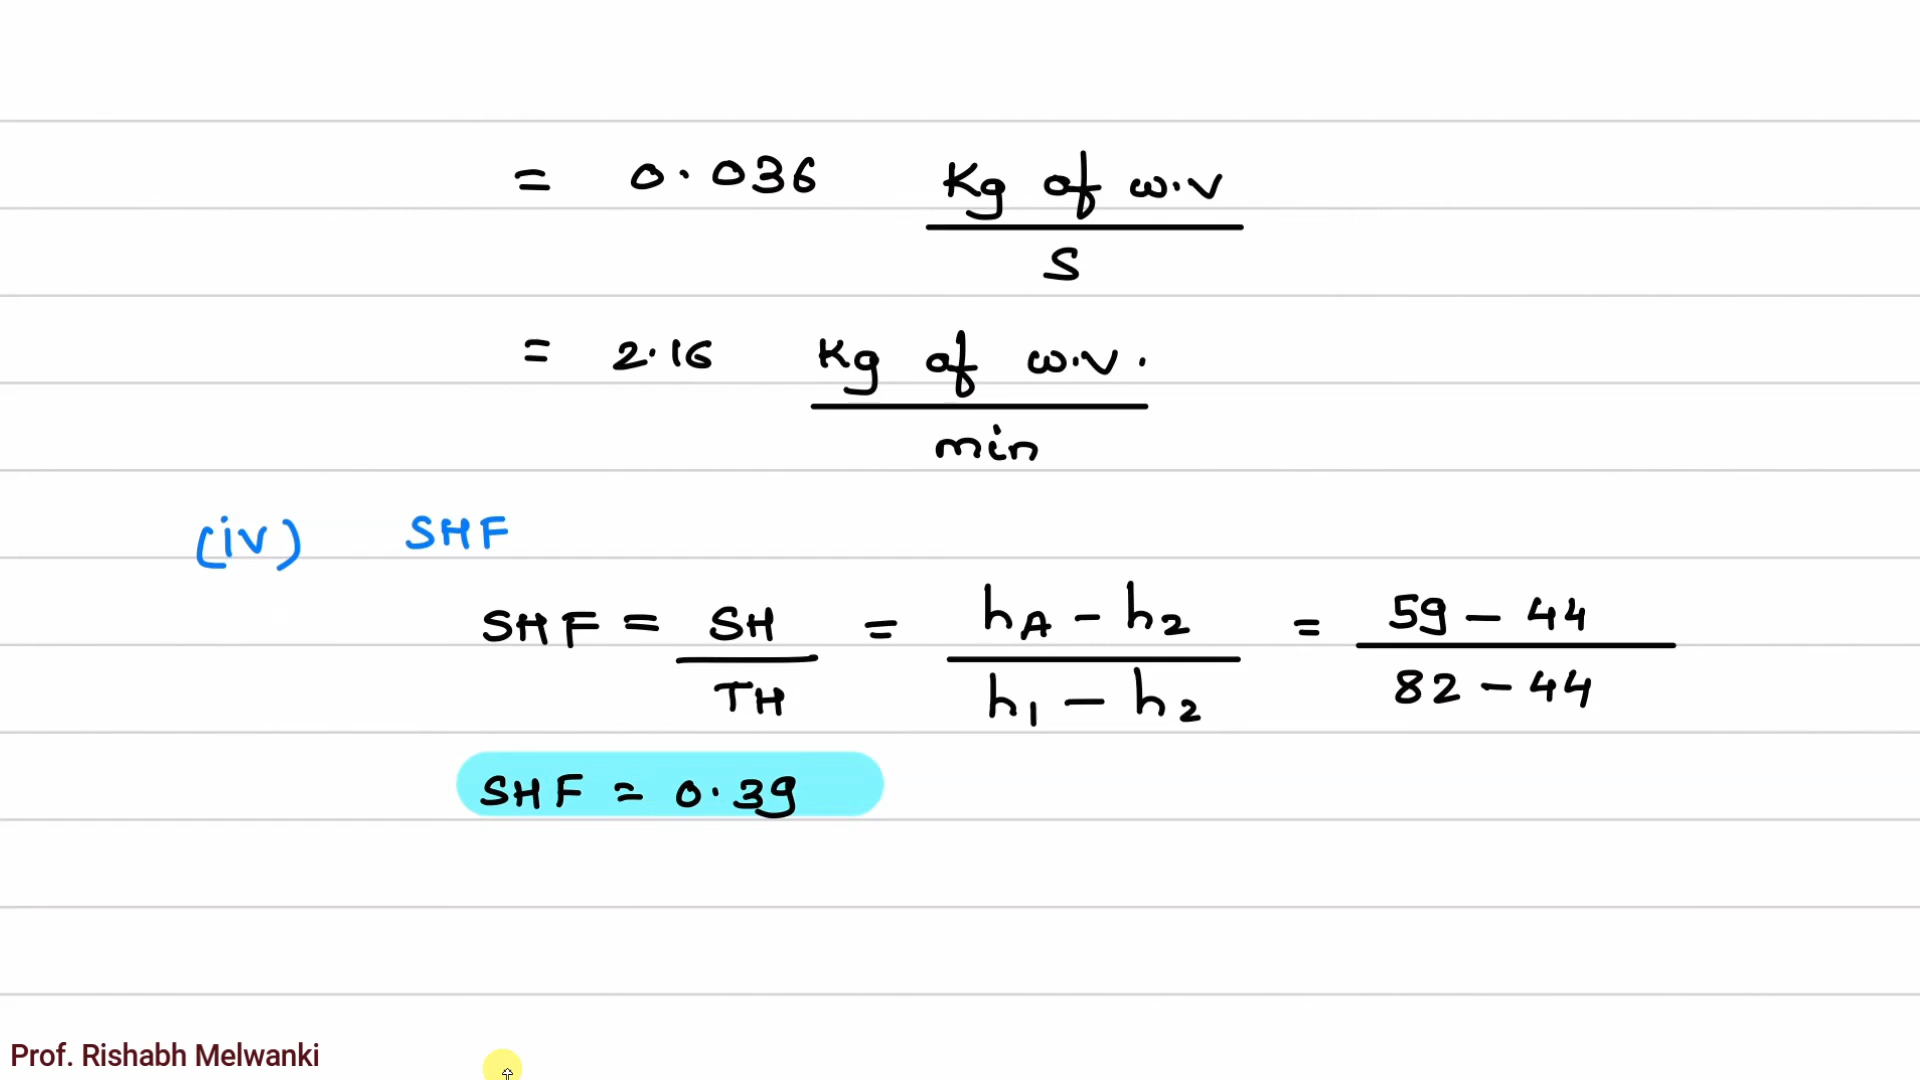 = 0.036 Kg of w.v
S
= 2.16 Kg of w.v.
min
(iv) SHF
SHF = SH / TH = hA - h2 / h1 - h2 = 59 - 44 / 82 - 44
SHF = 0.39
Prof. Rishabh Melwanki